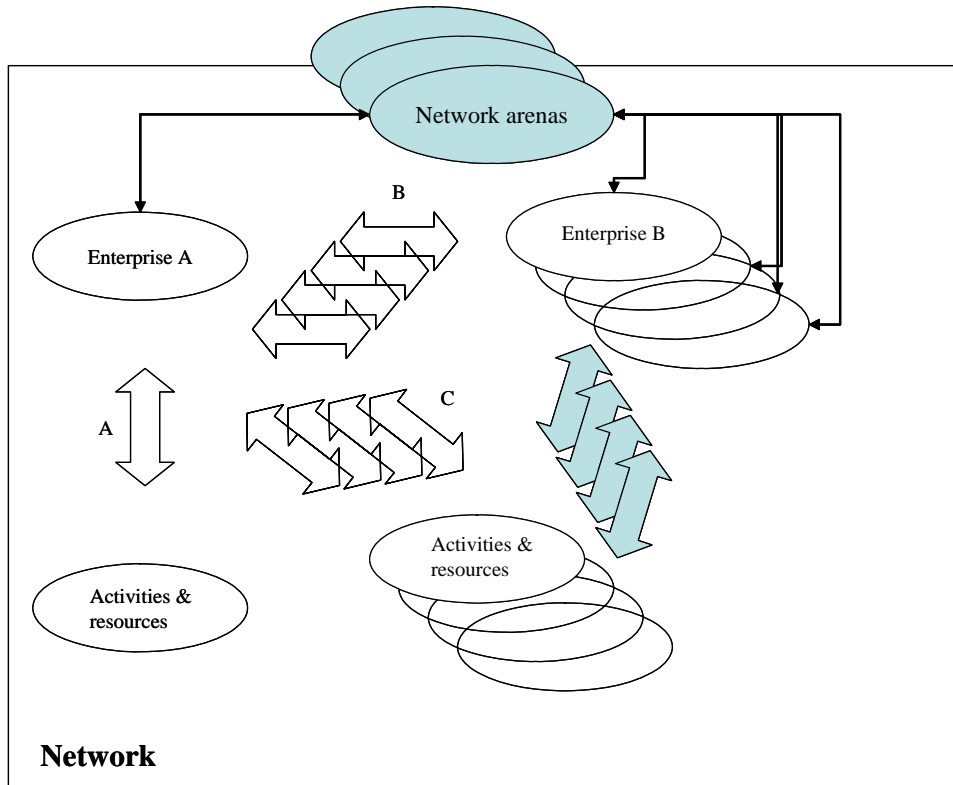 Network arenas
B
Enterprise A
Enterprise B
A
C
Activities &
resources
Activities &
resources
Network